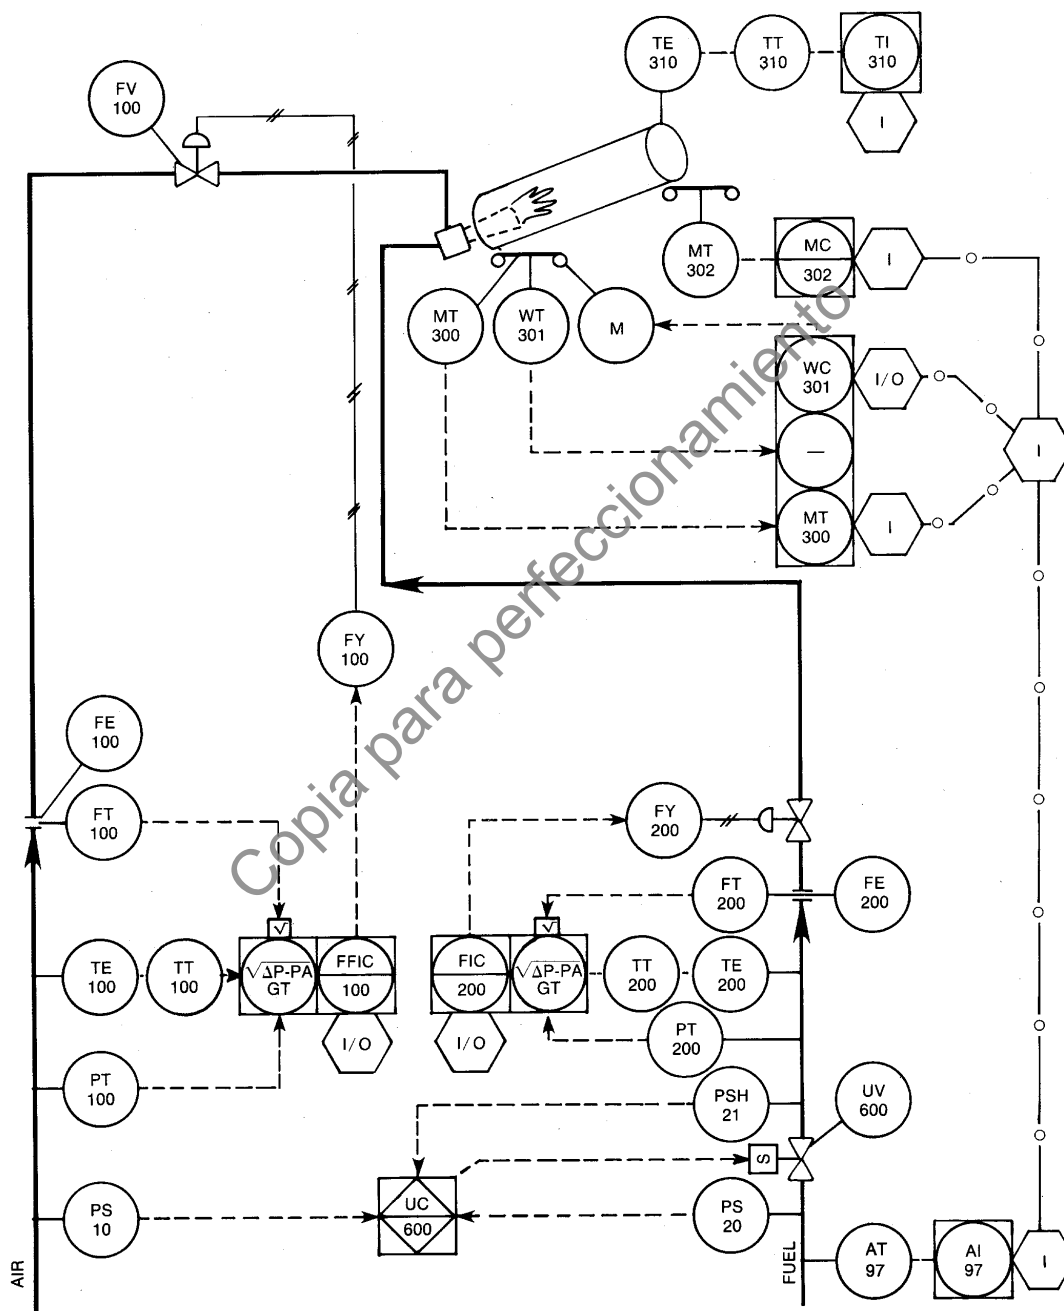 TE
310
TT
310
TI
310
I
FV
100
MT
302
MC
302
I
MT
300
WT
301
M
WC
301
I/O
—
I
MT
300
I
FY
100
FE
100
FT
100
FY
200
FT
200
FE
200
√
√
TE
100
TT
100
√ΔP-PA
GT
FFIC
100
FIC
200
√ΔP-PA
GT
TT
200
TE
200
I/O
I/O
PT
200
PT
100
PSH
21
UV
600
S
PS
10
UC
600
PS
20
AT
97
AI
97
I
AIR
FUEL
Copia para perfeccionamiento